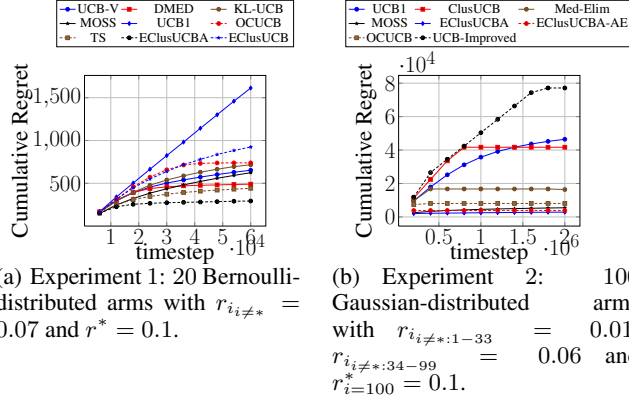 UCB-V DMED KL-UCB
MOSS UCB1 OCUCB
TS EClusUCBA EClusUCB
UCB1 ClusUCB Med-Elim
MOSS EClusUCBA EClusUCBA-AE
OCUCB UCB-Improved
Cumulative Regret
1,500
1,000
500
1 2 3 4 5 6
·10⁴
timestep
Cumulative Regret
·10⁴
8
6
4
2
0
0.5 1 1.5 2
·10⁶
timestep
(a) Experiment 1: 20 Bernoulli-
distributed arms with r_{i_{i≠*}} =
0.07 and r* = 0.1.
(b) Experiment 2: 100
Gaussian-distributed arms
with r_{i_{i≠*:1−33}} = 0.01,
r_{i_{i≠*:34−99}} = 0.06 and
r*_{i=100} = 0.1.